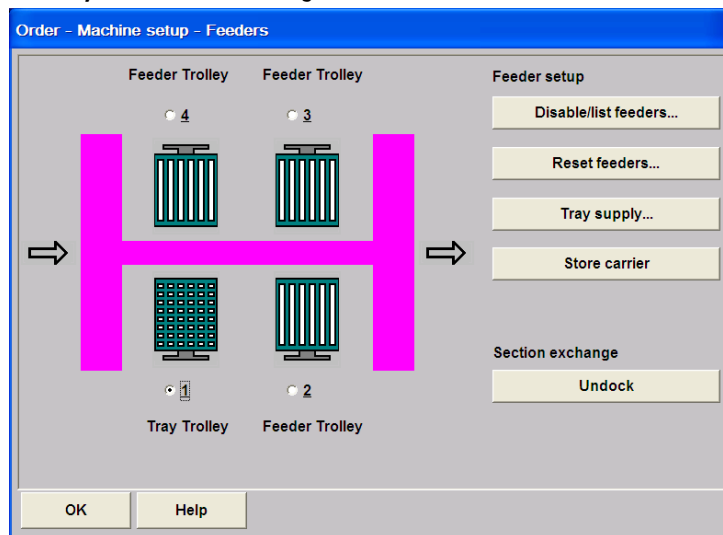 Order - Machine setup - Feeders
Feeder Trolley Feeder Trolley
4 3
1 2
Tray Trolley Feeder Trolley
Feeder setup
Disable/list feeders...
Reset feeders...
Tray supply...
Store carrier
Section exchange
Undock
OK Help